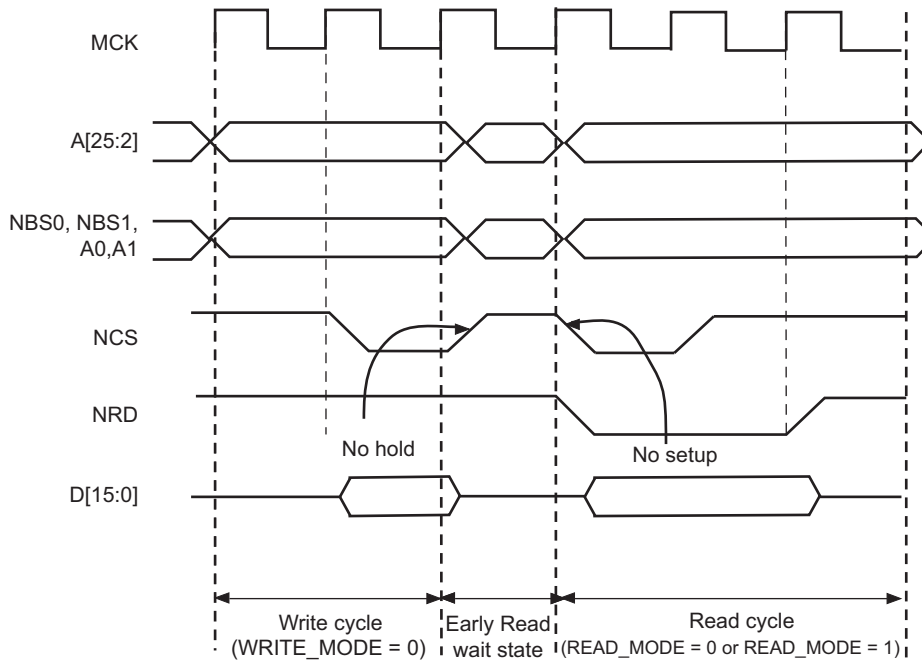 MCK
A[25:2]
NBS0, NBS1,
A0,A1
NCS
NRD
No hold
No setup
D[15:0]
Write cycle
(WRITE_MODE = 0)
Early Read
wait state
Read cycle
(READ_MODE = 0 or READ_MODE = 1)